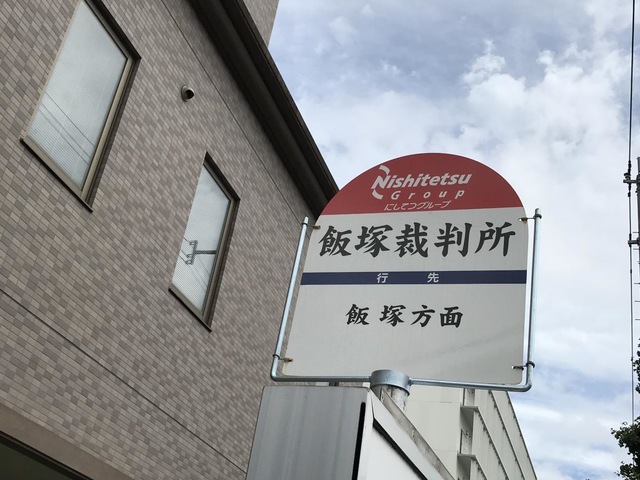 Nishitetsu
Group
にしてつグループ
飯塚裁判所
行先
飯塚方面